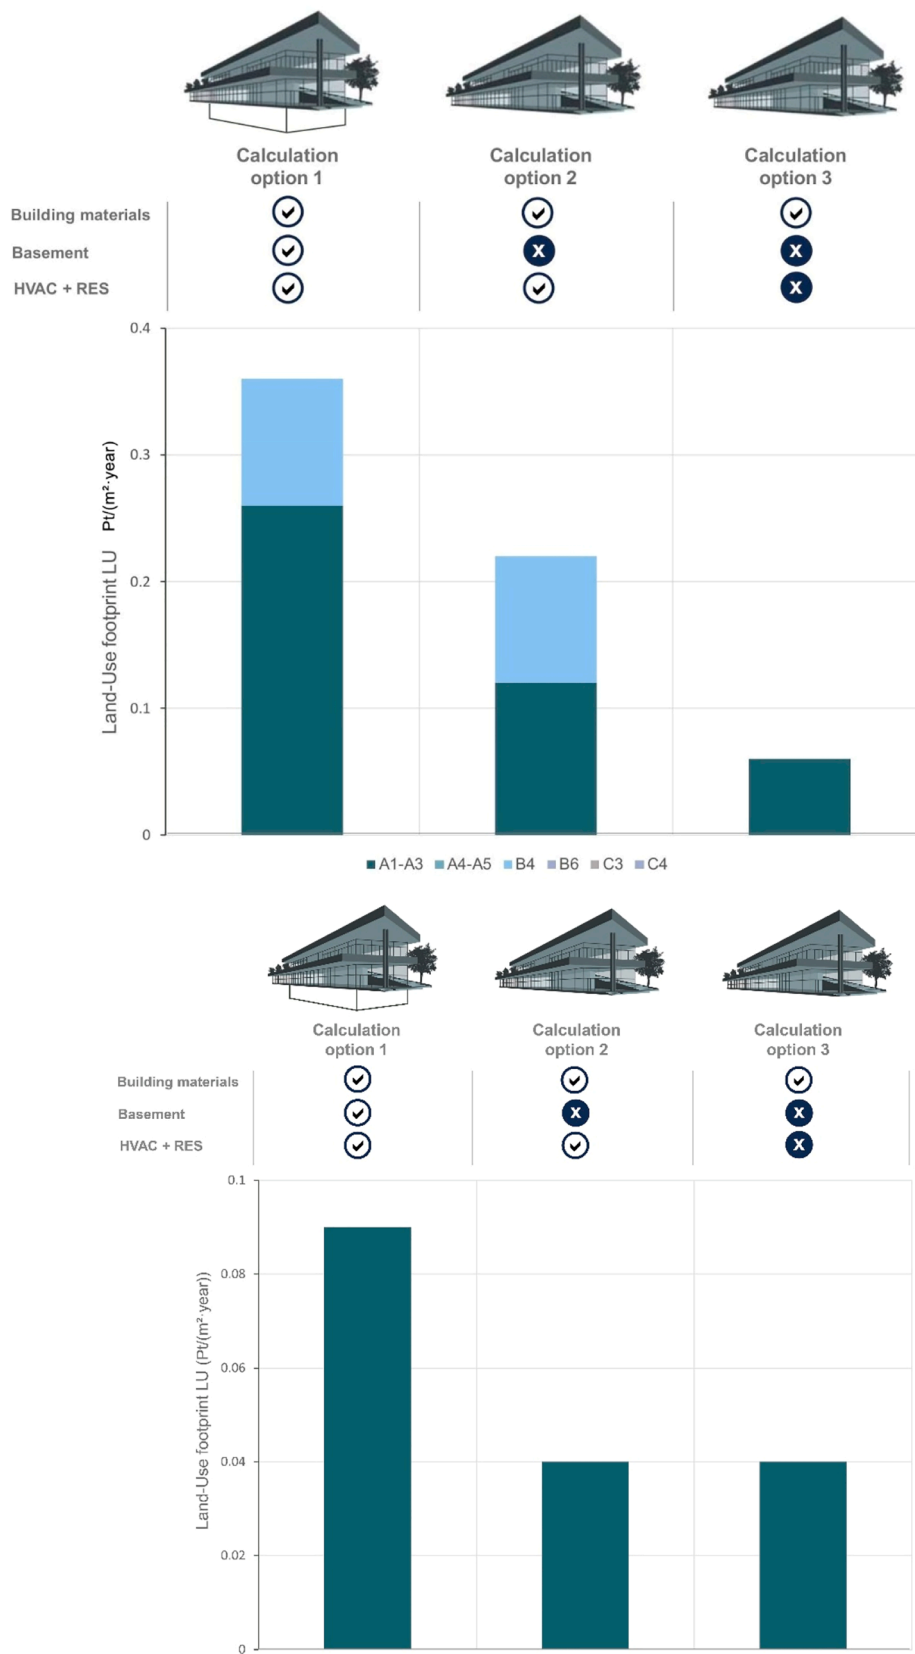 Calculation option 1
Calculation option 2
Calculation option 3
Building materials
Basement X X
HVAC + RES X
0.4
0.3
0.2
0.1
0
Land-Use footprint LU Pt/(m²·year)
A1-A3 A4-A5 B4 B6 C3 C4
Calculation option 1
Calculation option 2
Calculation option 3
Building materials
Basement X X
HVAC + RES X
0.1
0.08
0.06
0.04
0.02
0
Land-Use footprint LU (Pt/(m²·year))